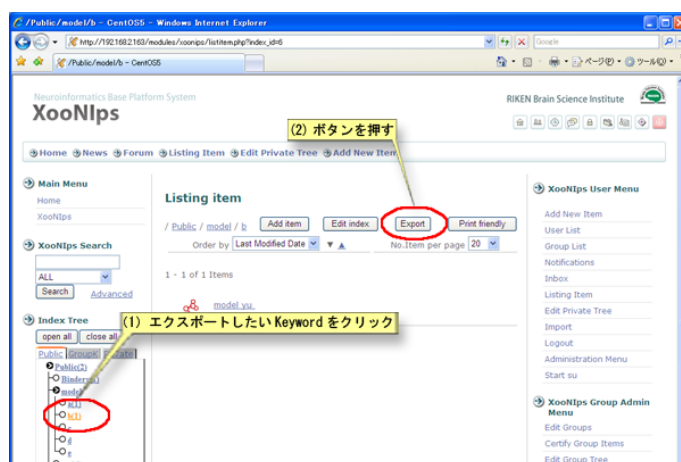 /Public/model/b - CentOS5 - Windows Internet Explorer
http://192.168.2.163/modules/xoonips/listitem.php?index_id=6
Google
/Public/model/b - CentOS5
ページ(P)
ツール(O)
Neuroinformatics Base Platform System
XooNIps
RIKEN Brain Science Institute
(2) ボタンを押す
Home News Forum Listing Item Edit Private Tree Add New Item
Main Menu
Home
XooNIps
XooNIps Search
ALL
Search Advanced
Index Tree
open all close all
Public Group Private
Public(2)
Binders(1)
model
a(1)
b(1)
c
d
e
Listing item
/ Public / model / b Add item Edit index Export Print friendly
Order by Last Modified Date ▼ ▲ No.Item per page 20
1 - 1 of 1 Items
model yu.
(1) エクスポートしたい Keyword をクリック
XooNIps User Menu
Add New Item
User List
Group List
Notifications
Inbox
Listing Item
Edit Private Tree
Import
Logout
Administration Menu
Start su
XooNIps Group Admin
Menu
Edit Groups
Certify Group Items
Edit Group Tree